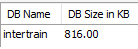 DB Name DB Size in KB
intertrain 816.00